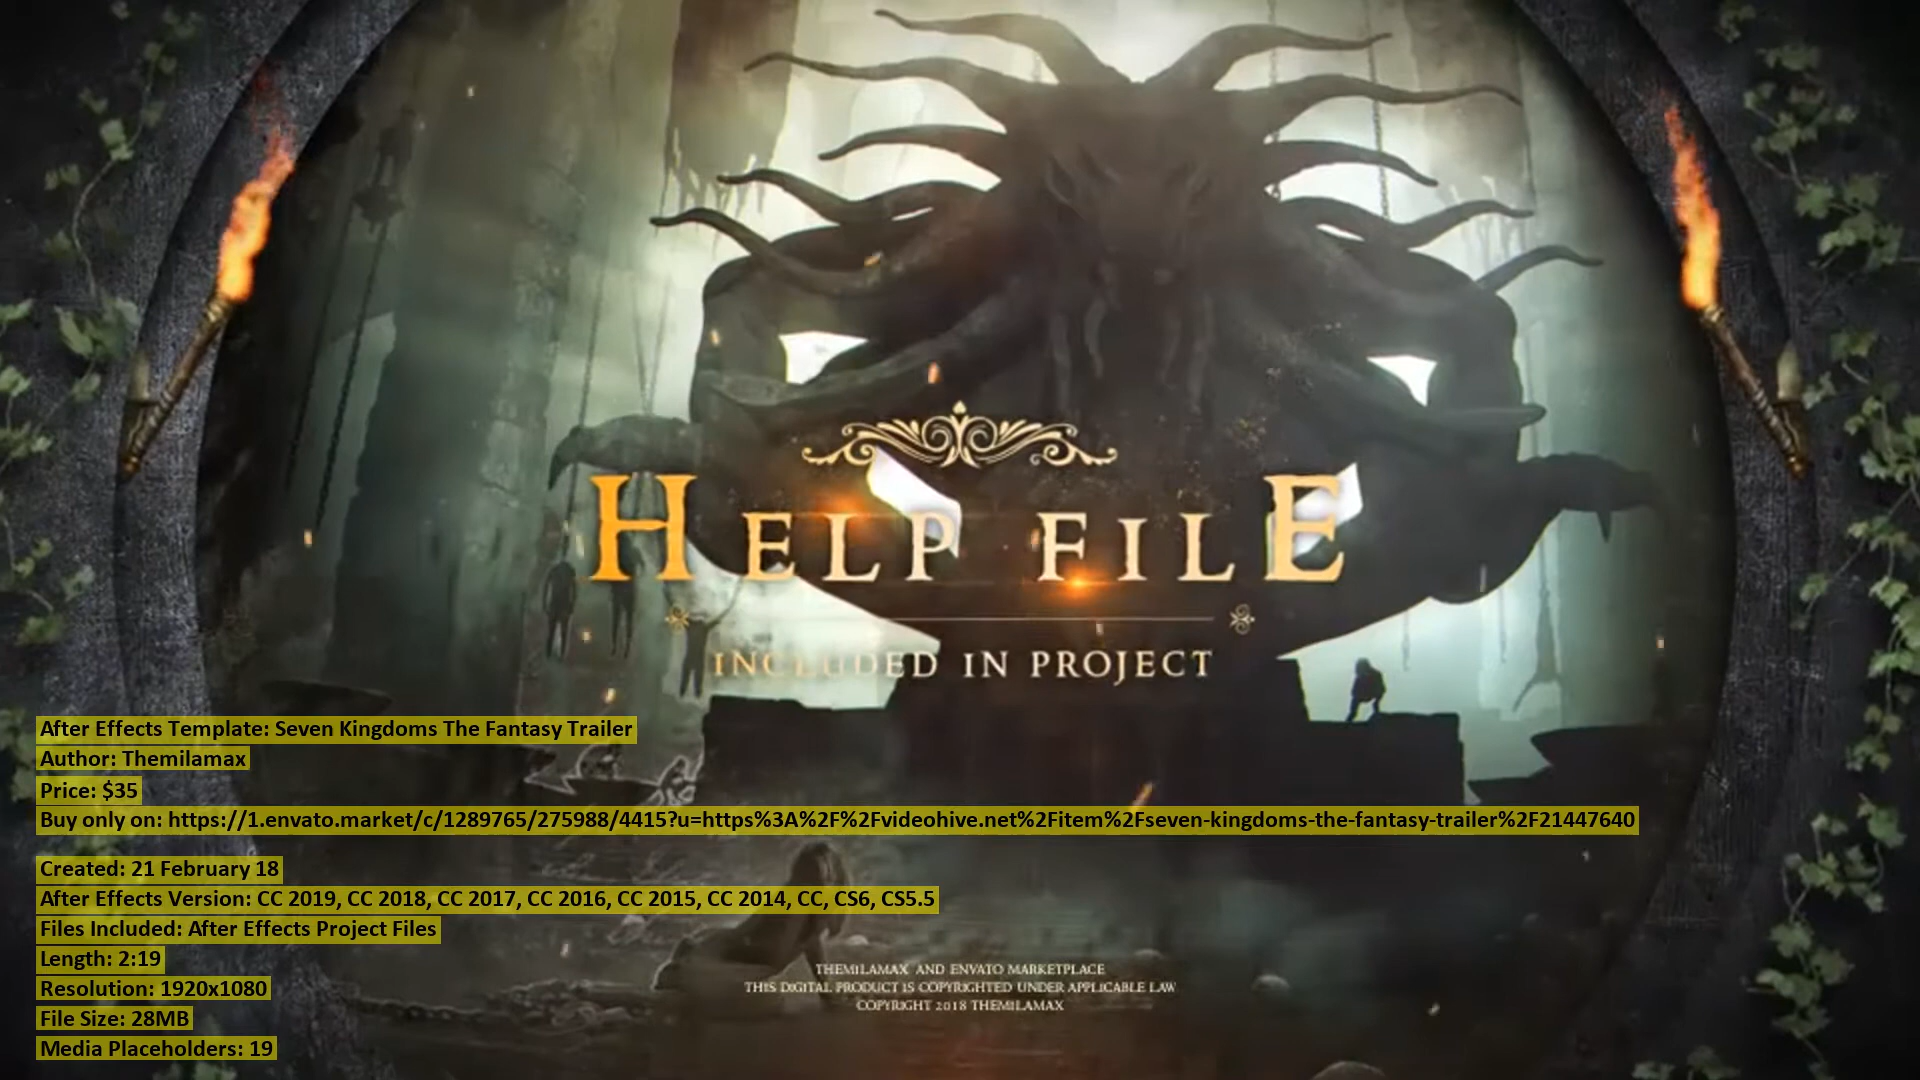 HELP FILE
INCLUDED IN PROJECT
After Effects Template: Seven Kingdoms The Fantasy Trailer
Author: Themilamax
Price: $35
Buy only on: https://1.envato.market/c/1289765/275988/4415?u=https%3A%2F%2Fvideohive.net%2Fitem%2Fseven-kingdoms-the-fantasy-trailer%2F21447640
Created: 21 February 18
After Effects Version: CC 2019, CC 2018, CC 2017, CC 2016, CC 2015, CC 2014, CC, CS6, CS5.5
Files Included: After Effects Project Files
Length: 2:19
Resolution: 1920x1080
File Size: 28MB
Media Placeholders: 19
THEMILAMAX AND ENVATO MARKETPLACE
THIS DIGITAL PRODUCT IS COPYRIGHTED UNDER APPLICABLE LAW
COPYRIGHT 2018 THEMILAMAX